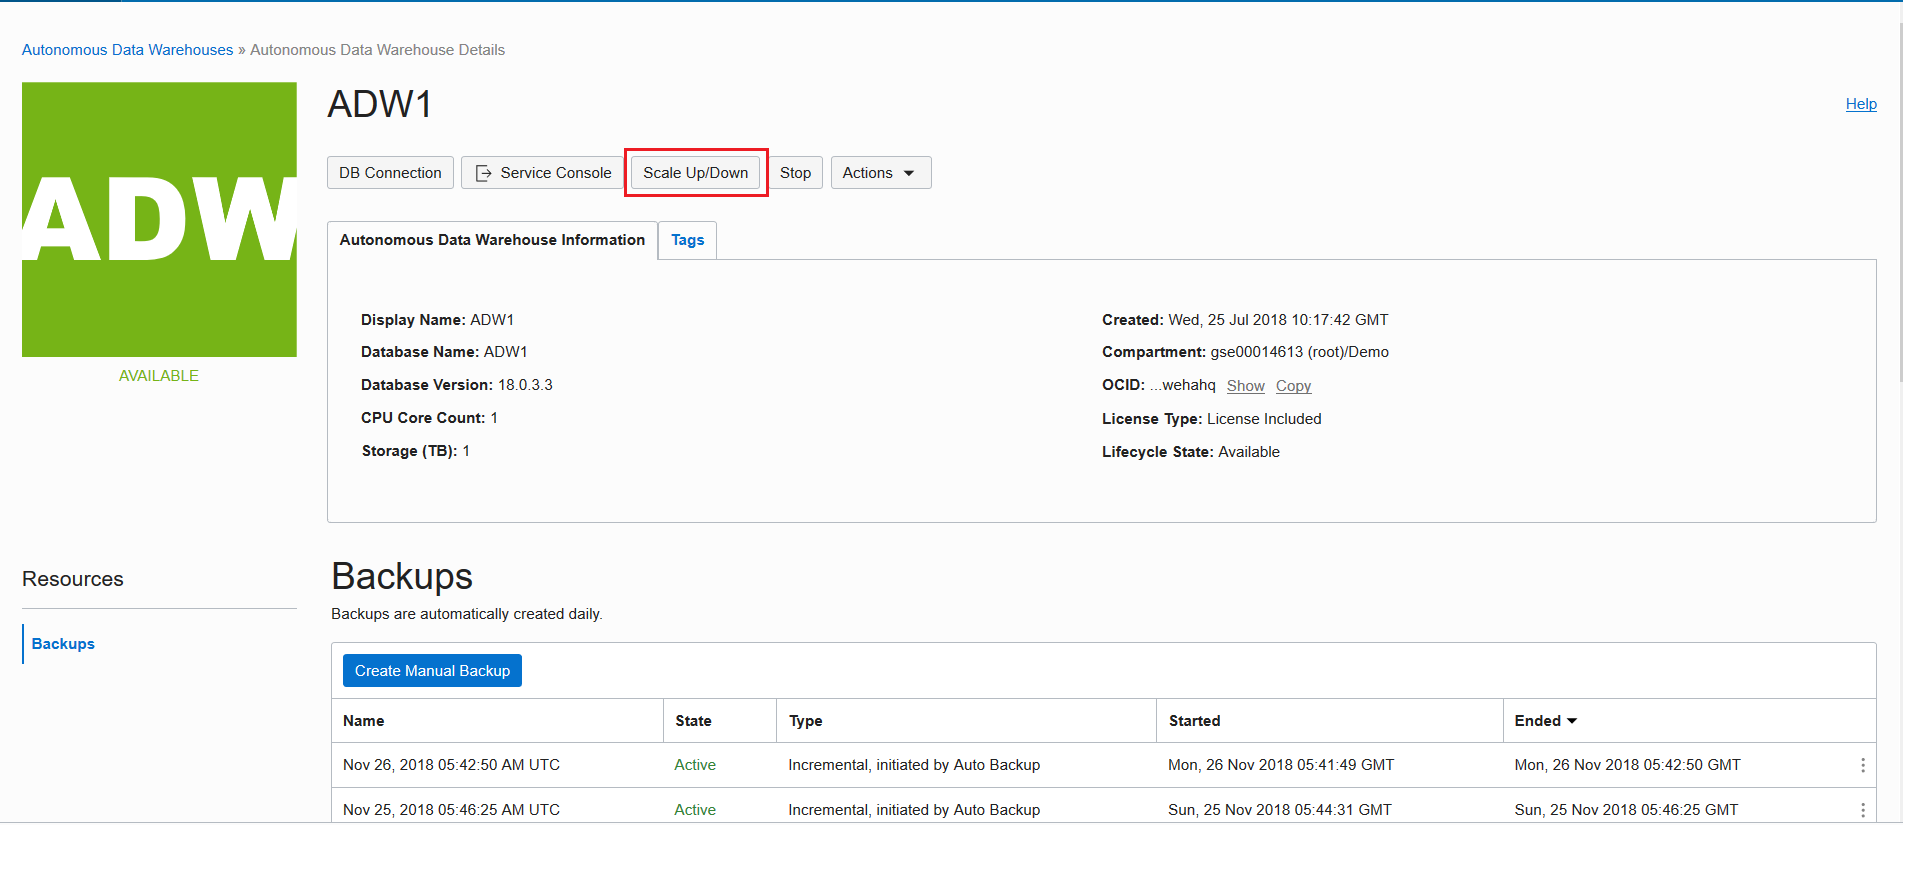 Autonomous Data Warehouses » Autonomous Data Warehouse Details
ADW
AVAILABLE
ADW1
Help
DB Connection Service Console Scale Up/Down Stop Actions
Autonomous Data Warehouse Information Tags
Display Name: ADW1
Database Name: ADW1
Database Version: 18.0.3.3
CPU Core Count: 1
Storage (TB): 1
Created: Wed, 25 Jul 2018 10:17:42 GMT
Compartment: gse00014613 (root)/Demo
OCID: ...wehahq Show Copy
License Type: License Included
Lifecycle State: Available
Resources
Backups
Backups
Backups are automatically created daily.
Create Manual Backup
Name State Type Started Ended
Nov 26, 2018 05:42:50 AM UTC Active Incremental, initiated by Auto Backup Mon, 26 Nov 2018 05:41:49 GMT Mon, 26 Nov 2018 05:42:50 GMT
Nov 25, 2018 05:46:25 AM UTC Active Incremental, initiated by Auto Backup Sun, 25 Nov 2018 05:44:31 GMT Sun, 25 Nov 2018 05:46:25 GMT